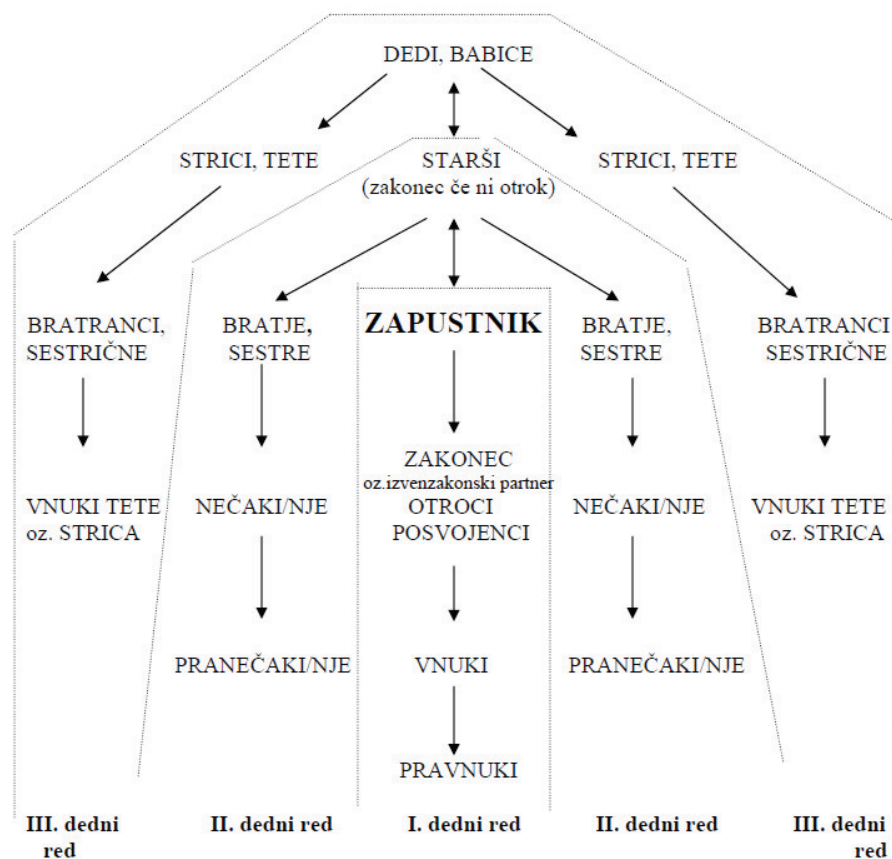 DEDI, BABICE
STRICI, TETE
STARŠI
(zakonec če ni otrok)
STRICI, TETE
BRATRANCI,
SESTRIČNE
BRATJE,
SESTRE
ZAPUSTNIK
BRATJE,
SESTRE
BRATRANCI
SESTRIČNE
ZAKONEC
oz.izvenzakonski partner
OTROCI
POSVOJENCI
VNUKI TETE
oz. STRICA
NEČAKI/NJE
NEČAKI/NJE
VNUKI TETE
oz. STRICA
PRANEČAKI/NJE
VNUKI
PRANEČAKI/NJE
PRAVNUKI
III. dedni
red
II. dedni red
I. dedni red
II. dedni red
III. dedni
red